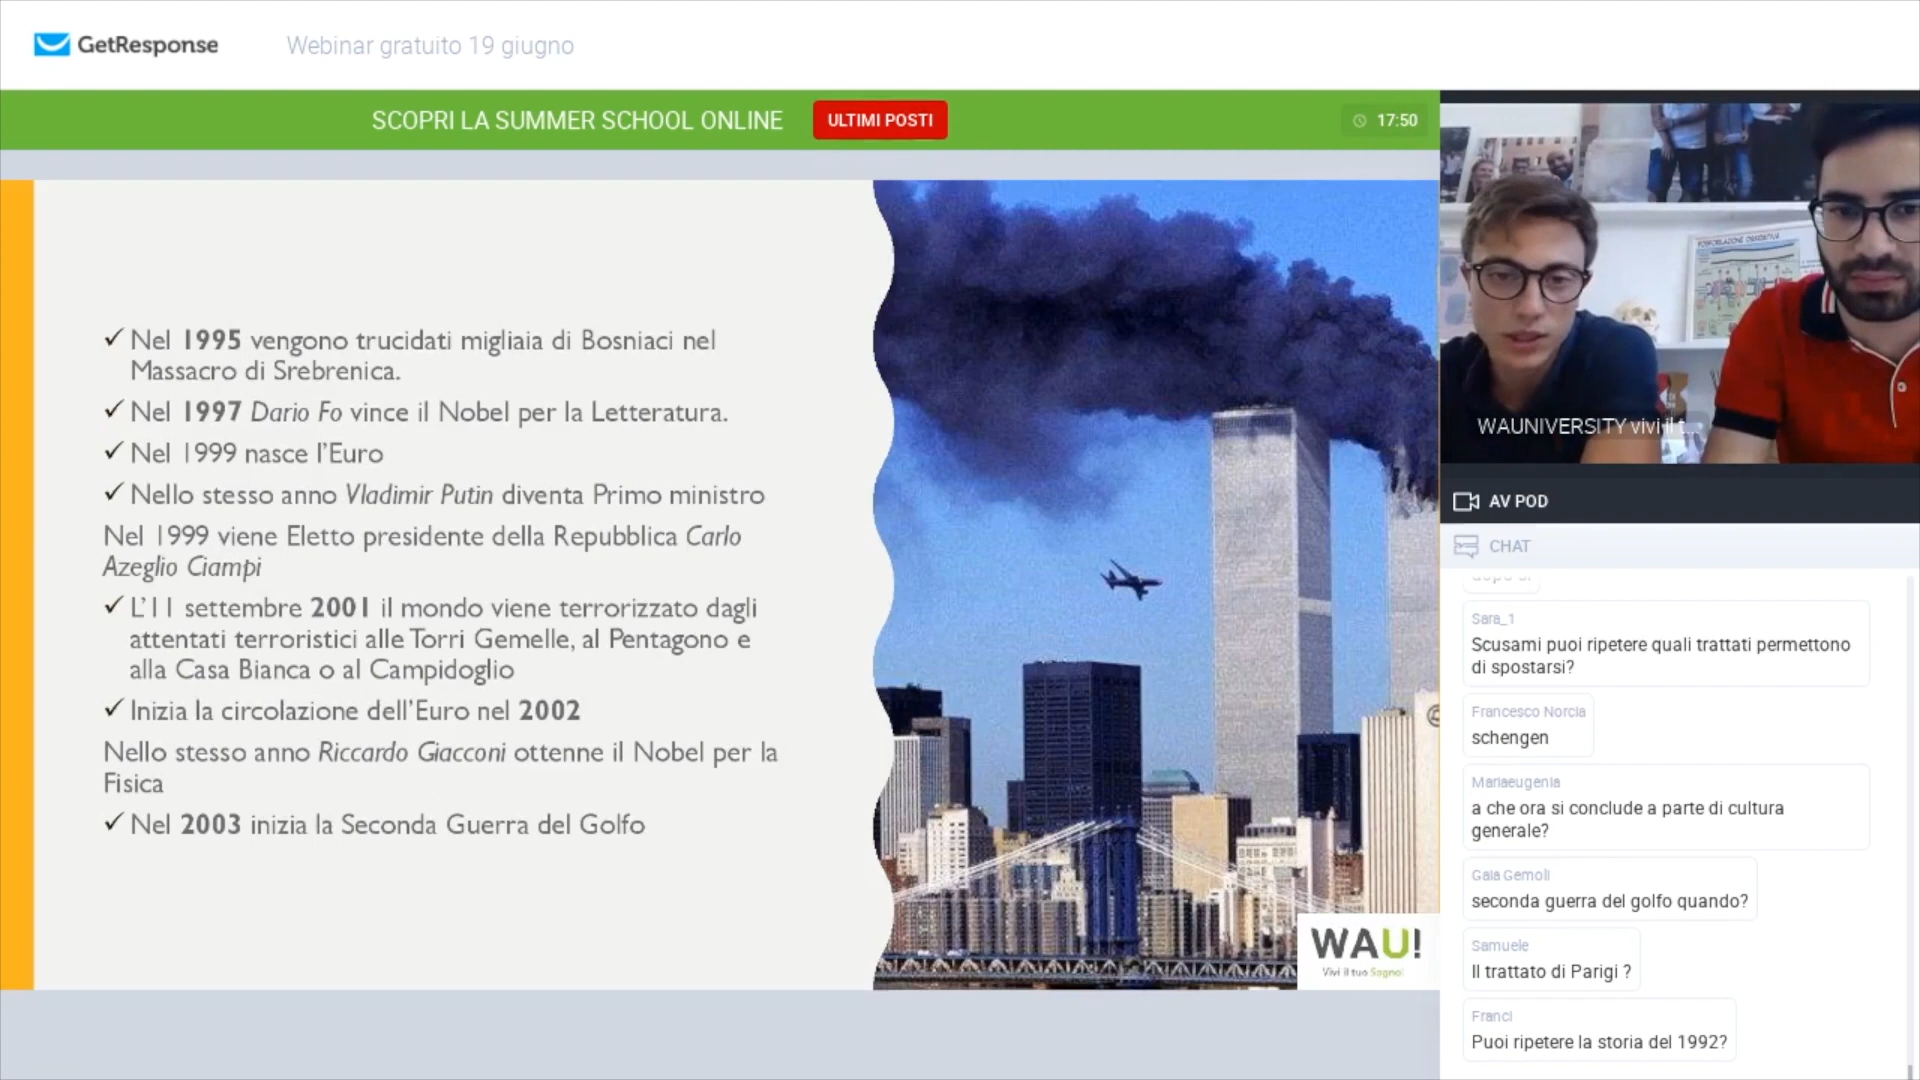 GetResponse
Webinar gratuito 19 giugno
SCOPRI LA SUMMER SCHOOL ONLINE
ULTIMI POSTI
17:50
✓ Nel 1995 vengono trucidati migliaia di Bosniaci nel
Massacro di Srebrenica.
✓ Nel 1997 Dario Fo vince il Nobel per la Letteratura.
✓ Nel 1999 nasce l'Euro
✓ Nello stesso anno Vladimir Putin diventa Primo ministro
Nel 1999 viene Eletto presidente della Repubblica Carlo
Azeglio Ciampi
✓ L'11 settembre 2001 il mondo viene terrorizzato dagli
attentati terroristici alle Torri Gemelle, al Pentagono e
alla Casa Bianca o al Campidoglio
✓ Inizia la circolazione dell'Euro nel 2002
Nello stesso anno Riccardo Giacconi ottenne il Nobel per la
Fisica
✓ Nel 2003 inizia la Seconda Guerra del Golfo
WAU!
Vivi il tuo Sogno!
FOSFORILAZIONE OSSIDATIVA
WAUNIVERSITY vivi il t...
AV POD
CHAT
Sara_1
Scusami puoi ripetere quali trattati permettono
di spostarsi?
Francesco Norcia
schengen
Mariaeugenia
a che ora si conclude a parte di cultura
generale?
Gaia Gemoli
seconda guerra del golfo quando?
Samuele
Il trattato di Parigi ?
Franci
Puoi ripetere la storia del 1992?